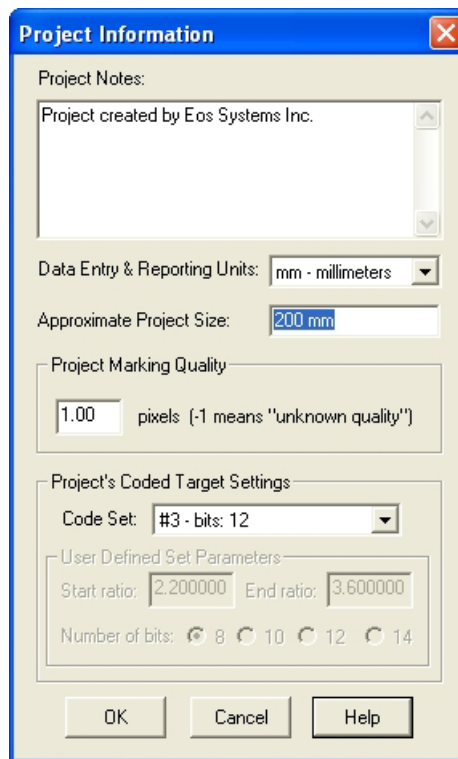 Project Information
Project Notes:
Project created by Eos Systems Inc.
Data Entry & Reporting Units: mm - millimeters
Approximate Project Size: 200 mm
Project Marking Quality
1.00 pixels (-1 means "unknown quality")
Project's Coded Target Settings
Code Set: #3 - bits: 12
User Defined Set Parameters
Start ratio: 2.200000 End ratio: 3.600000
Number of bits: 8 10 12 14
OK Cancel Help